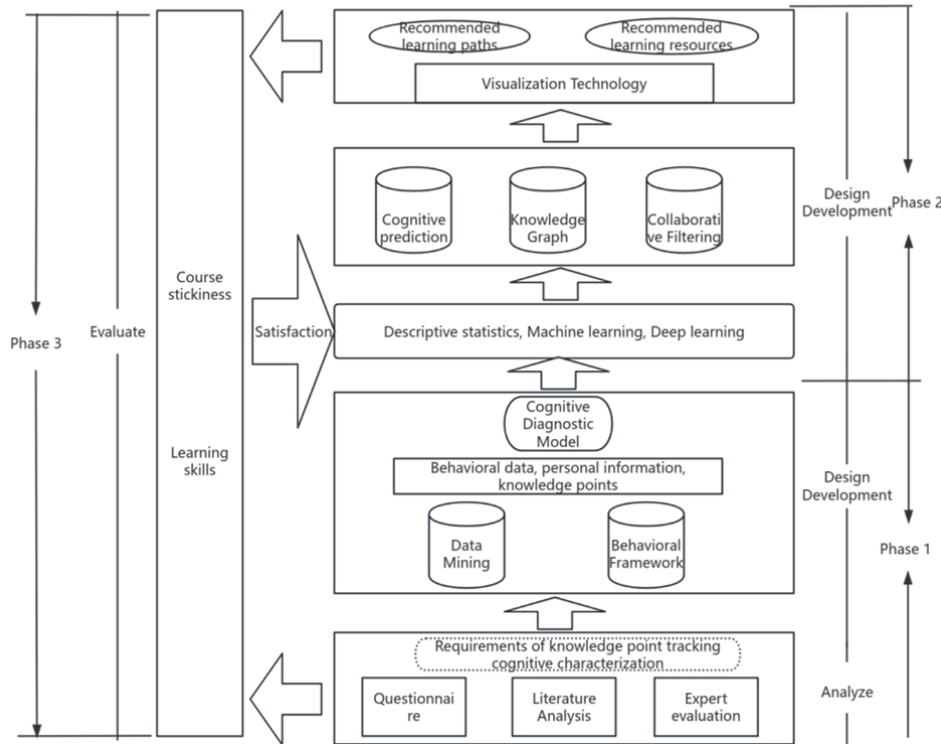 Recommended
learning paths
Recommended
learning resources
Visualization Technology
Cognitive
prediction
Knowledge
Graph
Collaborati
ve Filtering
Design
Development
Phase 2
Course
stickiness
Phase 3
Evaluate
Satisfaction
Descriptive statistics, Machine learning, Deep learning
Cognitive
Diagnostic
Model
Learning
skills
Behavioral data, personal information,
knowledge points
Design
Development
Data
Mining
Behavioral
Framework
Phase 1
Requirements of knowledge point tracking
cognitive characterization
Questionnai
re
Literature
Analysis
Expert
evaluation
Analyze